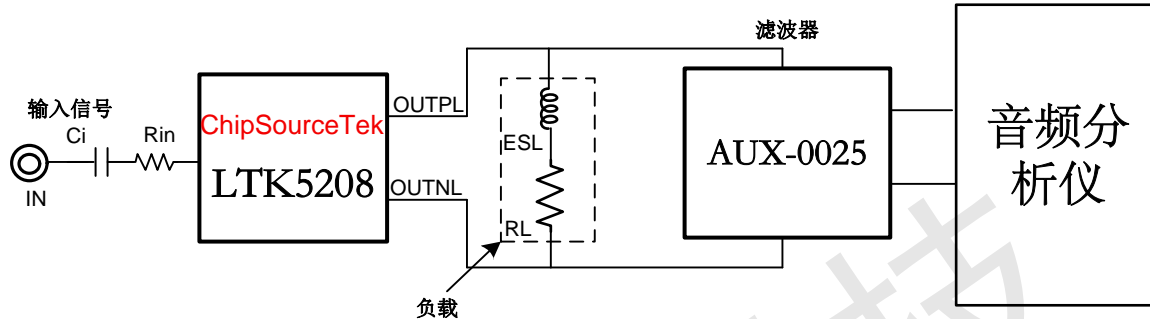 滤波器
输入信号
Ci
Rin
IN
ChipSourceTek
LTK5208
OUTPL
OUTNL
ESL
RL
负载
AUX-0025
音频分
析仪
技